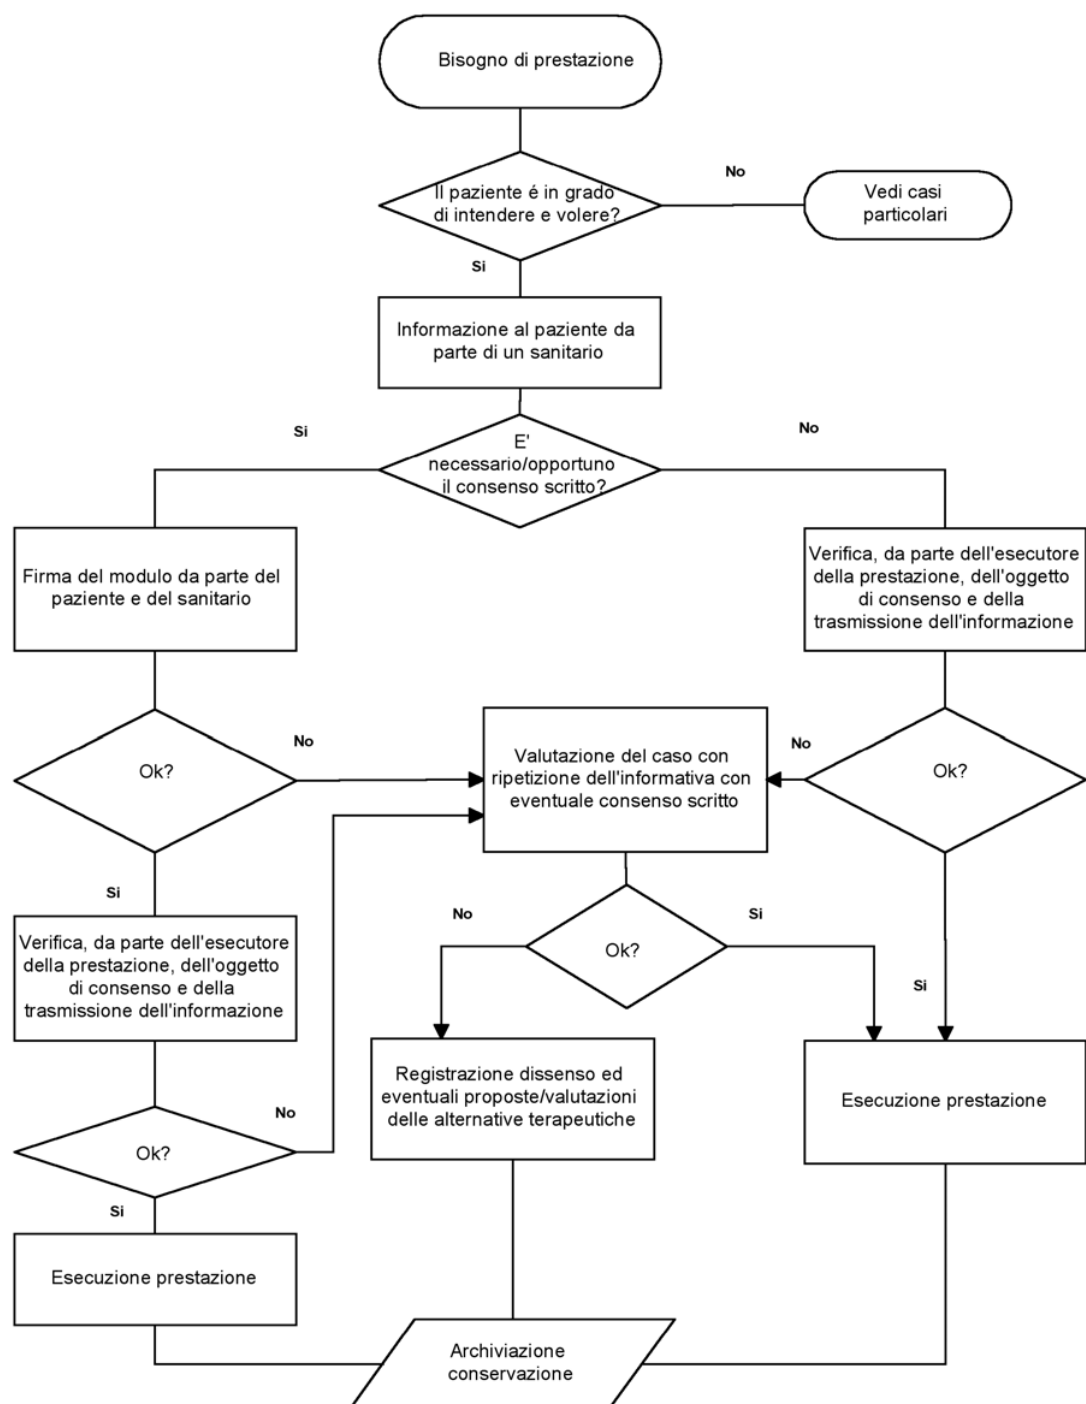 Bisogno di prestazione
Il paziente é in grado
di intendere e volere?
No
Vedi casi
particolari
Si
Informazione al paziente da
parte di un sanitario
Si
E'
necessario/opportuno
il consenso scritto?
No
Firma del modulo da parte del
paziente e del sanitario
Verifica, da parte dell'esecutore
della prestazione, dell'oggetto
di consenso e della
trasmissione dell'informazione
Ok?
No
Valutazione del caso con
ripetizione dell'informativa con
eventuale consenso scritto
No
Ok?
Si
Verifica, da parte dell'esecutore
della prestazione, dell'oggetto
di consenso e della
trasmissione dell'informazione
No
Ok?
Si
Si
Registrazione dissenso ed
eventuali proposte/valutazioni
delle alternative terapeutiche
Esecuzione prestazione
Ok?
No
Si
Esecuzione prestazione
Archiviazione
conservazione